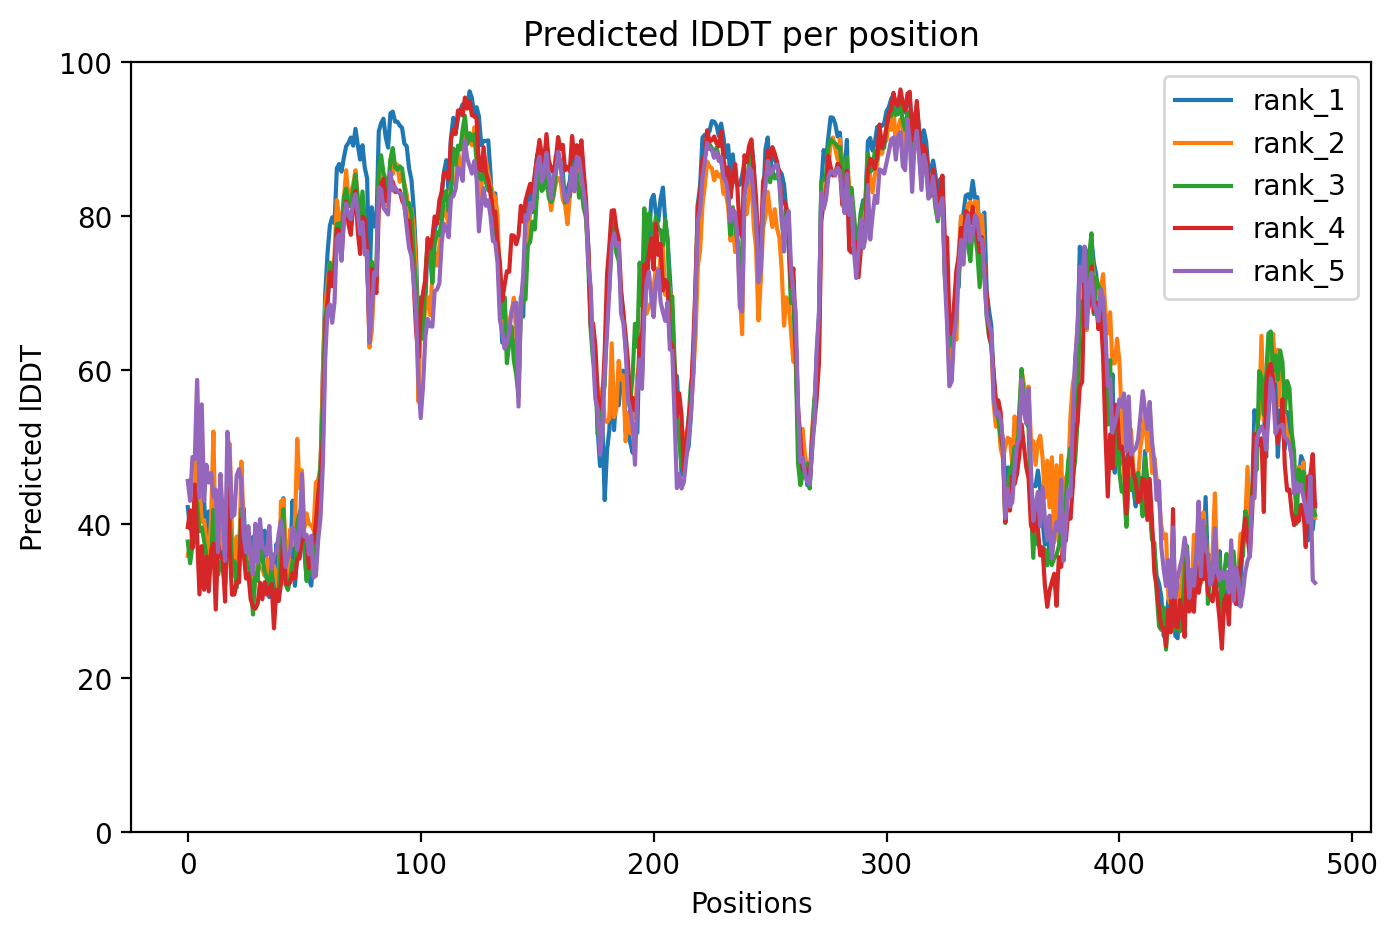 Predicted lDDT per position
100
80
60
40
20
0
Predicted lDDT
rank_1
rank_2
rank_3
rank_4
rank_5
0 100 200 300 400 500
Positions